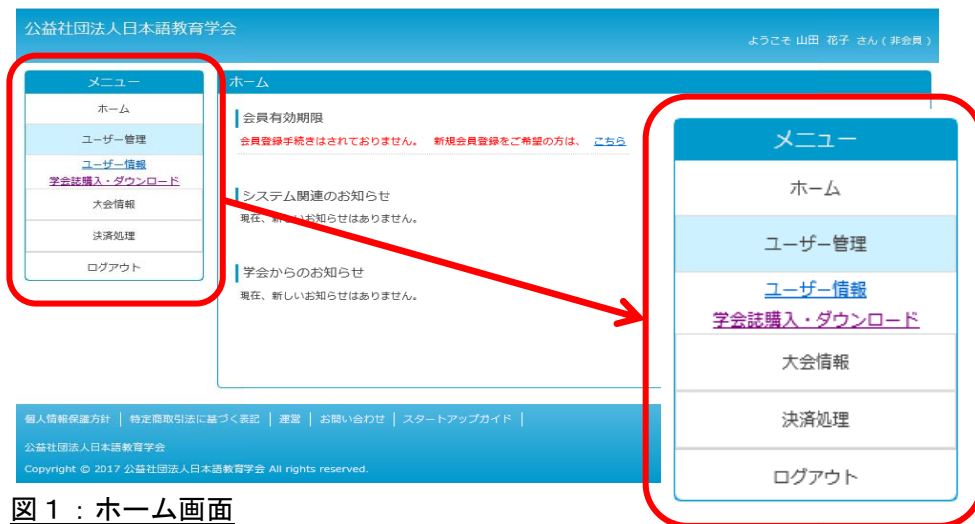 公益社団法人日本語教育学会
ようこそ 山田 花子 さん ( 非会員 )
メニュー
ホーム
ユーザー管理
ユーザー情報
学会誌購入・ダウンロード
大会情報
決済処理
ログアウト
ホーム
会員有効期限
会員登録手続きはされておりません。 新規会員登録をご希望の方は、 こちら
システム関連のお知らせ
現在、新しいお知らせはありません。
学会からのお知らせ
現在、新しいお知らせはありません。
メニュー
ホーム
ユーザー管理
ユーザー情報
学会誌購入・ダウンロード
大会情報
決済処理
ログアウト
個人情報保護方針 | 特定商取引法に基づく表記 | 運営 | お問い合わせ | スタートアップガイド |
公益社団法人日本語教育学会
Copyright © 2017 公益社団法人日本語教育学会 All rights reserved.
図1：ホーム画面